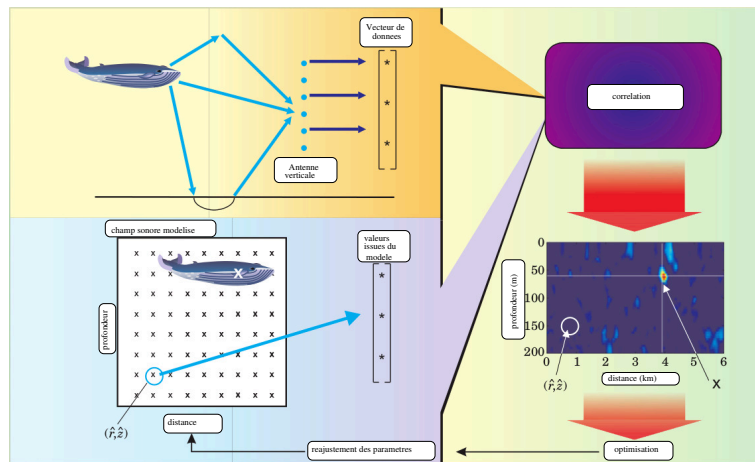 Vecteur de
donnees
*
*
*
Antenne
verticale
correlation
champ sonore modelise
valeurs
issues du
modele
*
*
*
x x x x x x x x x
x x x x x x x x x
x x x x x x x x x
x x x x x x x x x
x x x x x x x x x
x x x x x x x x x
x x x x x x x x x
x x x x x x x x x
X
profondeur
(r̂,ẑ)
distance
profondeur (m)
0
50
100
150
200
0 1 2 3 4 5 6
(r̂,ẑ)
distance (km)
X
reajustement des parametres
optimisation